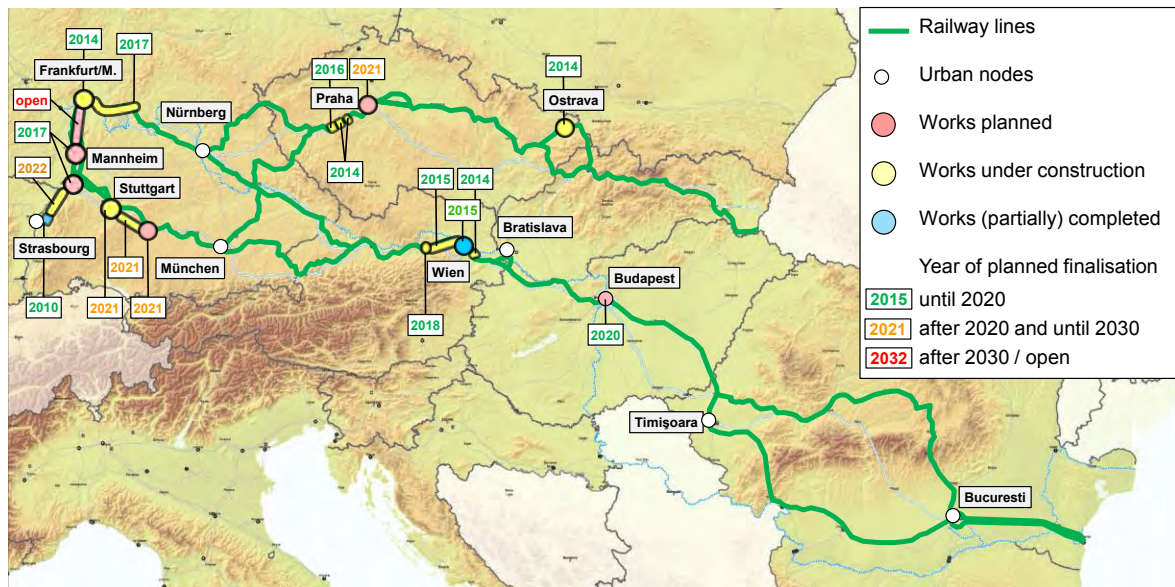 2014
2017
Frankfurt/M.
open
Nürnberg
2016
2021
Praha
2014
Ostrava
2017
Mannheim
2022
Stuttgart
2014
2015
2014
2015
Bratislava
Strasbourg
München
Wien
2021
Budapest
2010
2021
2021
2018
2020
Timişoara
Bucuresti
Railway lines
Urban nodes
Works planned
Works under construction
Works (partially) completed
Year of planned finalisation
2015 until 2020
2021 after 2020 and until 2030
2032 after 2030 / open